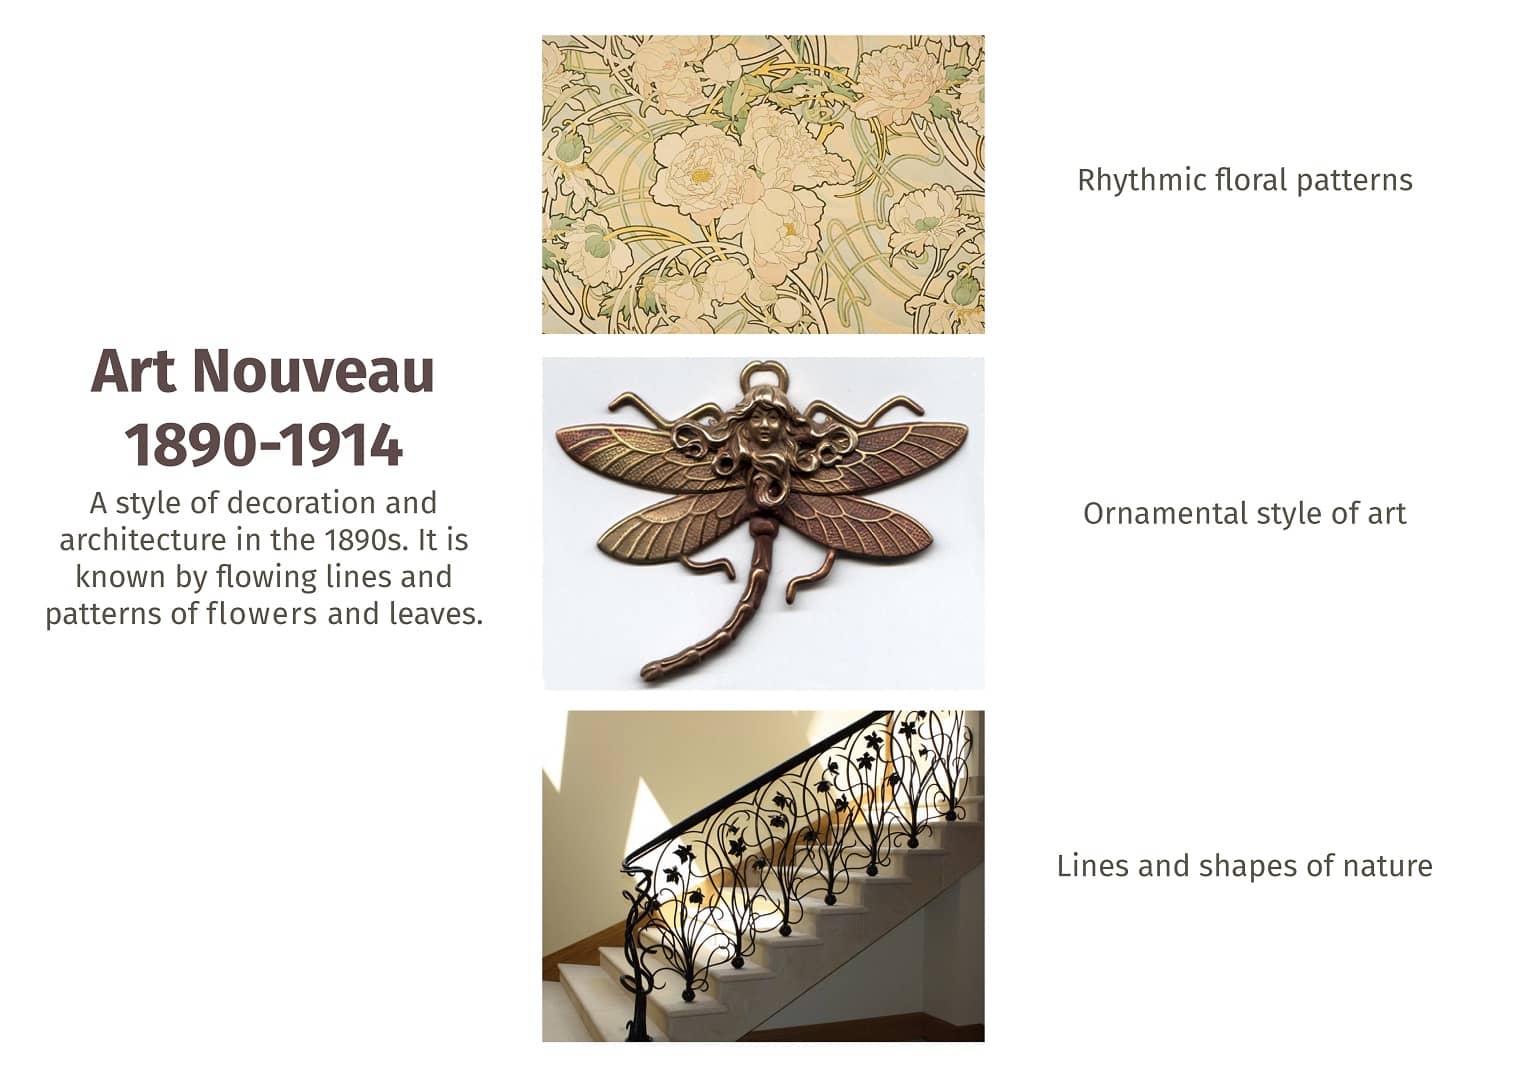 Art Nouveau
1890-1914
A style of decoration and
architecture in the 1890s. It is
known by flowing lines and
patterns of flowers and leaves.
Rhythmic floral patterns
Ornamental style of art
Lines and shapes of nature